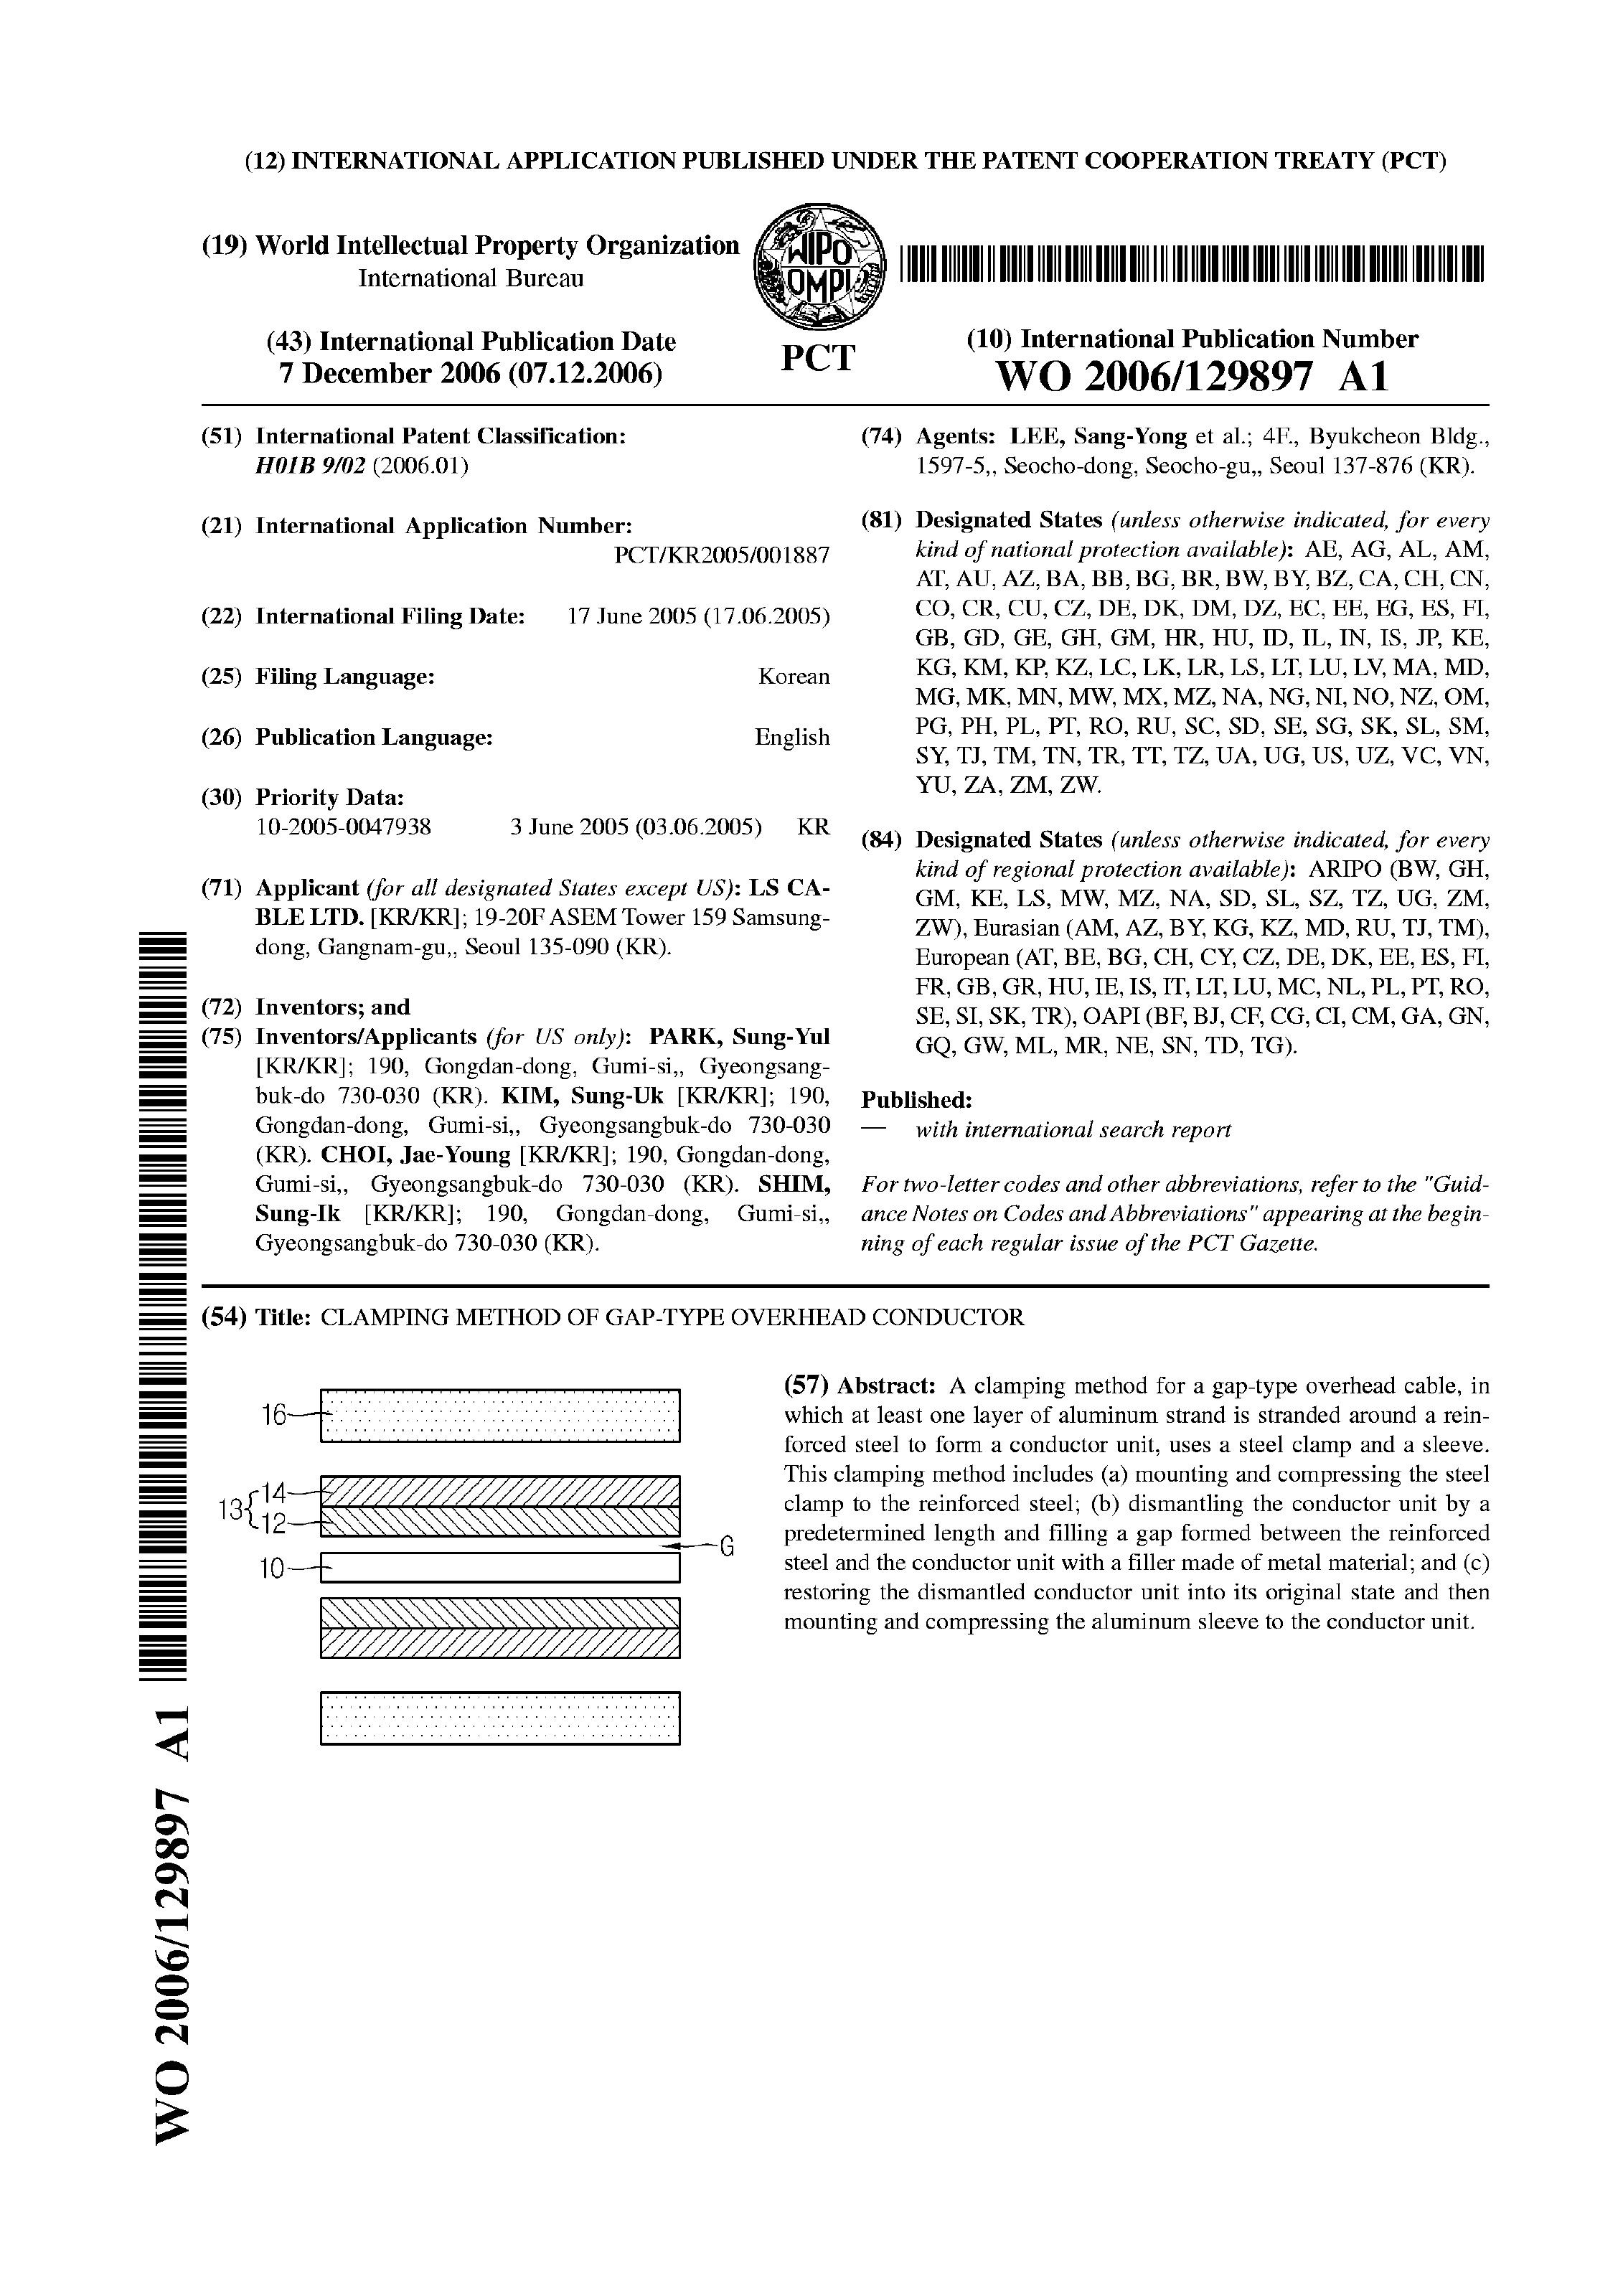 (12) INTERNATIONAL APPLICATION PUBLISHED UNDER THE PATENT COOPERATION TREATY (PCT)
(19) World Intellectual Property Organization
International Bureau
WIPO
OMPI
(43) International Publication Date
7 December 2006 (07.12.2006)
PCT
(10) International Publication Number
WO 2006/129897 A1
(51) International Patent Classification:
H01B 9/02 (2006.01)
(21) International Application Number:
PCT/KR2005/001887
(22) International Filing Date: 17 June 2005 (17.06.2005)
(25) Filing Language: Korean
(26) Publication Language: English
(30) Priority Data:
10-2005-0047938 3 June 2005 (03.06.2005) KR
(71) Applicant (for all designated States except US): LS CA-
BLE LTD. [KR/KR]; 19-20F ASEM Tower 159 Samsung-
dong, Gangnam-gu,, Seoul 135-090 (KR).
(72) Inventors; and
(75) Inventors/Applicants (for US only): PARK, Sung-Yul
[KR/KR]; 190, Gongdan-dong, Gumi-si,, Gyeongsang-
buk-do 730-030 (KR). KIM, Sung-Uk [KR/KR]; 190,
Gongdan-dong, Gumi-si,, Gyeongsangbuk-do 730-030
(KR). CHOI, Jae-Young [KR/KR]; 190, Gongdan-dong,
Gumi-si,, Gyeongsangbuk-do 730-030 (KR). SHIM,
Sung-Ik [KR/KR]; 190, Gongdan-dong, Gumi-si,,
Gyeongsangbuk-do 730-030 (KR).
(74) Agents: LEE, Sang-Yong et al.; 4F., Byukcheon Bldg.,
1597-5,, Seocho-dong, Seocho-gu,, Seoul 137-876 (KR).
(81) Designated States (unless otherwise indicated, for every
kind of national protection available): AE, AG, AL, AM,
AT, AU, AZ, BA, BB, BG, BR, BW, BY, BZ, CA, CH, CN,
CO, CR, CU, CZ, DE, DK, DM, DZ, EC, EE, EG, ES, FI,
GB, GD, GE, GH, GM, HR, HU, ID, IL, IN, IS, JP, KE,
KG, KM, KP, KZ, LC, LK, LR, LS, LT, LU, LV, MA, MD,
MG, MK, MN, MW, MX, MZ, NA, NG, NI, NO, NZ, OM,
PG, PH, PL, PT, RO, RU, SC, SD, SE, SG, SK, SL, SM,
SY, TJ, TM, TN, TR, TT, TZ, UA, UG, US, UZ, VC, VN,
YU, ZA, ZM, ZW.
(84) Designated States (unless otherwise indicated, for every
kind of regional protection available): ARIPO (BW, GH,
GM, KE, LS, MW, MZ, NA, SD, SL, SZ, TZ, UG, ZM,
ZW), Eurasian (AM, AZ, BY, KG, KZ, MD, RU, TJ, TM),
European (AT, BE, BG, CH, CY, CZ, DE, DK, EE, ES, FI,
FR, GB, GR, HU, IE, IS, IT, LT, LU, MC, NL, PL, PT, RO,
SE, SI, SK, TR), OAPI (BF, BJ, CF, CG, CI, CM, GA, GN,
GQ, GW, ML, MR, NE, SN, TD, TG).
Published:
— with international search report
For two-letter codes and other abbreviations, refer to the "Guid-
ance Notes on Codes and Abbreviations" appearing at the begin-
ning of each regular issue of the PCT Gazette.
(54) Title: CLAMPING METHOD OF GAP-TYPE OVERHEAD CONDUCTOR
16
14
13
12
G
10
(57) Abstract: A clamping method for a gap-type overhead cable, in
which at least one layer of aluminum strand is stranded around a rein-
forced steel to form a conductor unit, uses a steel clamp and a sleeve.
This clamping method includes (a) mounting and compressing the steel
clamp to the reinforced steel; (b) dismantling the conductor unit by a
predetermined length and filling a gap formed between the reinforced
steel and the conductor unit with a filler made of metal material; and (c)
restoring the dismantled conductor unit into its original state and then
mounting and compressing the aluminum sleeve to the conductor unit.
WO 2006/129897 A1